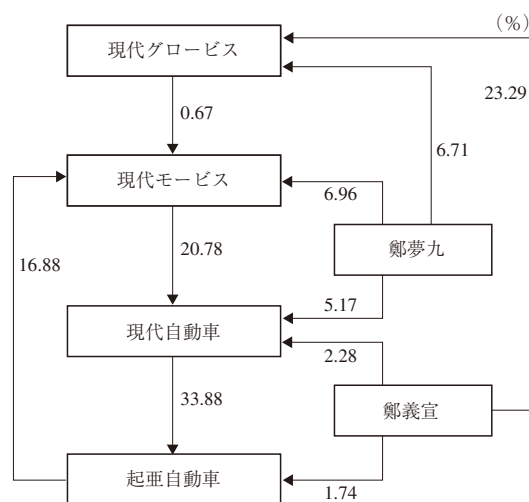 （％）
現代グロービス
23.29
0.67
6.71
現代モービス
6.96
16.88
20.78
鄭夢九
5.17
現代自動車
2.28
33.88
鄭義宣
起亜自動車
1.74